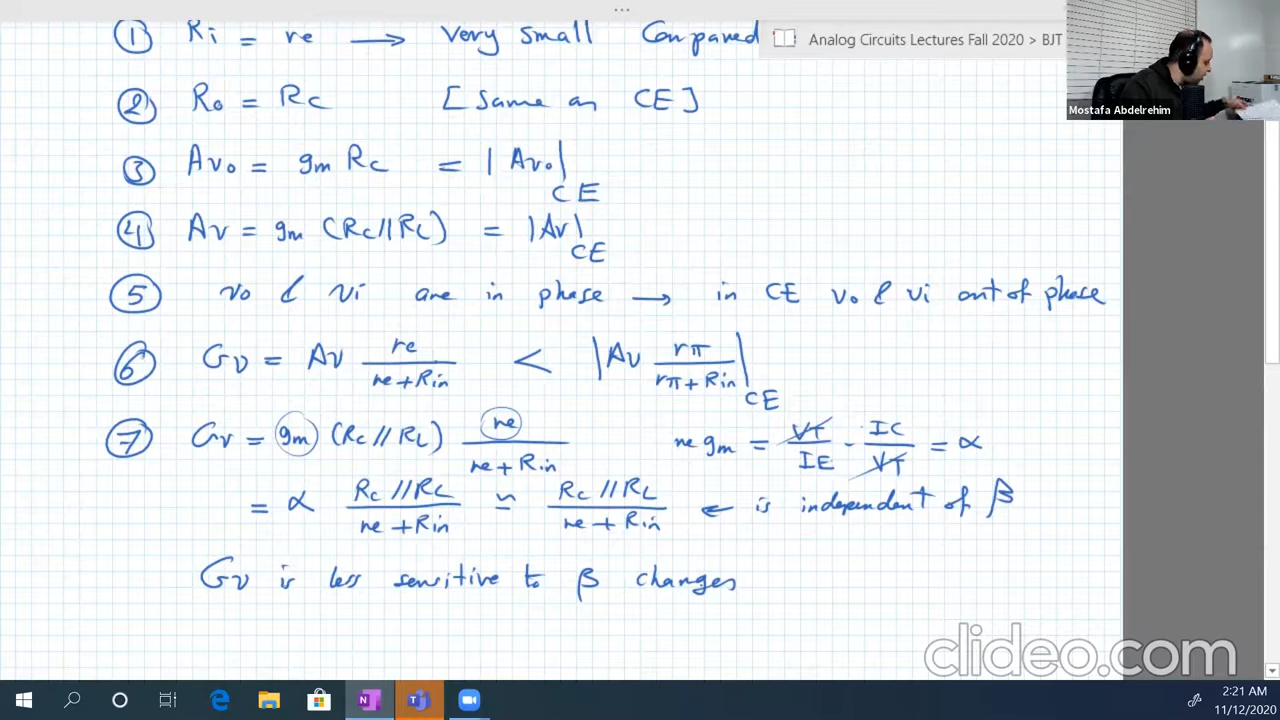 ① Ri = re → Very small Compared
Analog Circuits Lectures Fall 2020 > BJT
Mostafa Abdelrehim
② Ro = Rc [Same as CE]
③ Avo = gm Rc = |Avo|CE
④ Av = gm (Rc//RL) = |Av|CE
⑤ vo & vi are in phase → in CE vo & vi out of phase
⑥ Gv = Av re/(re+Rin) < |Av rπ/(rπ+Rin)|CE
⑦ Gv = gm (Rc//RL) re/(re+Rin) re gm = VT/IE · IC/VT = α
= α Rc//RL/(re+Rin) ≃ Rc//RL/(re+Rin) ← is independent of β
Gv is less sensitive to β changes
clideo.com
2:21 AM
11/12/2020